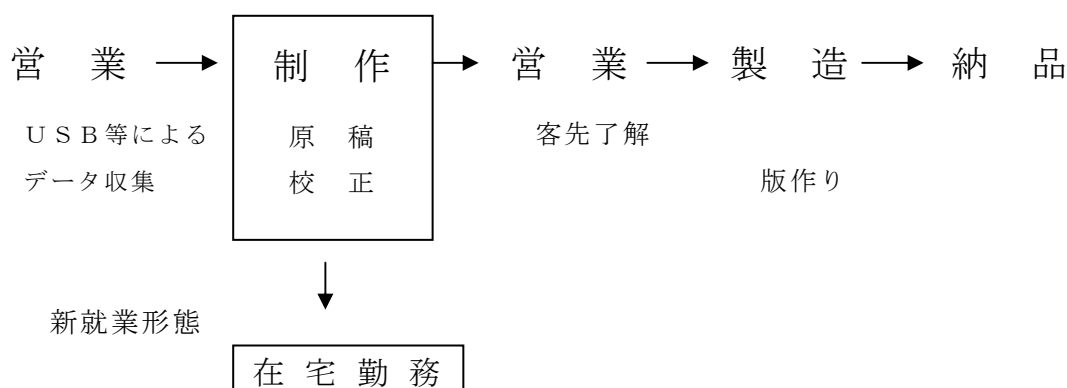 営業 → 制作 → 営業 → 製造 → 納品
USB等による 原稿 客先了解
データ収集 校正 版作り
新就業形態
在宅勤務